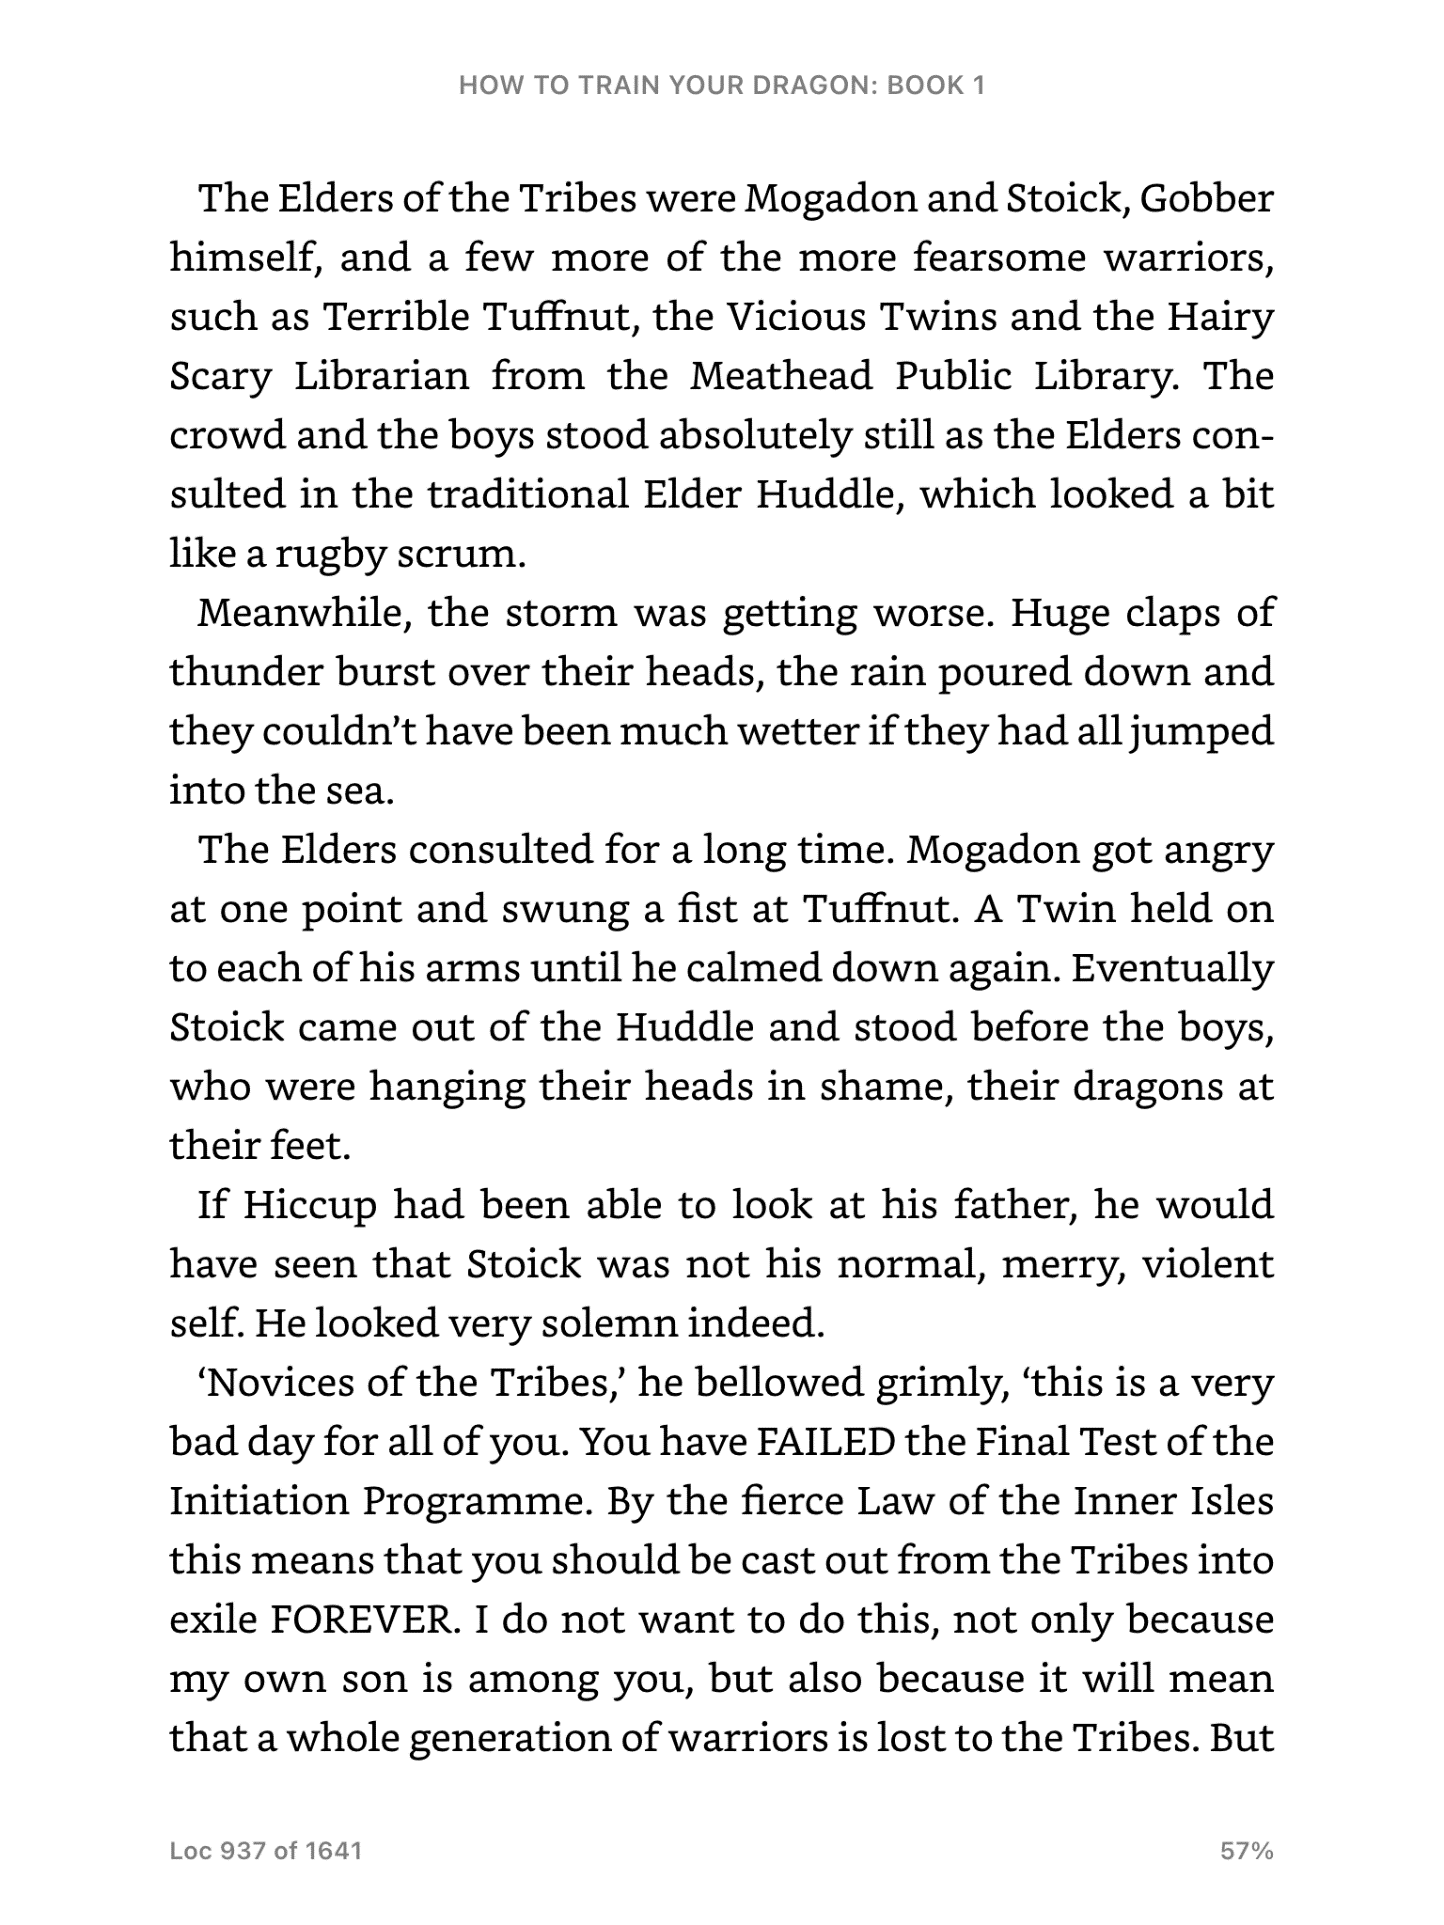 HOW TO TRAIN YOUR DRAGON: BOOK 1
The Elders of the Tribes were Mogadon and Stoick, Gobber
himself, and a few more of the more fearsome warriors,
such as Terrible Tuffnut, the Vicious Twins and the Hairy
Scary Librarian from the Meathead Public Library. The
crowd and the boys stood absolutely still as the Elders con-
sulted in the traditional Elder Huddle, which looked a bit
like a rugby scrum.
Meanwhile, the storm was getting worse. Huge claps of
thunder burst over their heads, the rain poured down and
they couldn’t have been much wetter if they had all jumped
into the sea.
The Elders consulted for a long time. Mogadon got angry
at one point and swung a fist at Tuffnut. A Twin held on
to each of his arms until he calmed down again. Eventually
Stoick came out of the Huddle and stood before the boys,
who were hanging their heads in shame, their dragons at
their feet.
If Hiccup had been able to look at his father, he would
have seen that Stoick was not his normal, merry, violent
self. He looked very solemn indeed.
‘Novices of the Tribes,’ he bellowed grimly, ‘this is a very
bad day for all of you. You have FAILED the Final Test of the
Initiation Programme. By the fierce Law of the Inner Isles
this means that you should be cast out from the Tribes into
exile FOREVER. I do not want to do this, not only because
my own son is among you, but also because it will mean
that a whole generation of warriors is lost to the Tribes. But
Loc 937 of 1641
57%